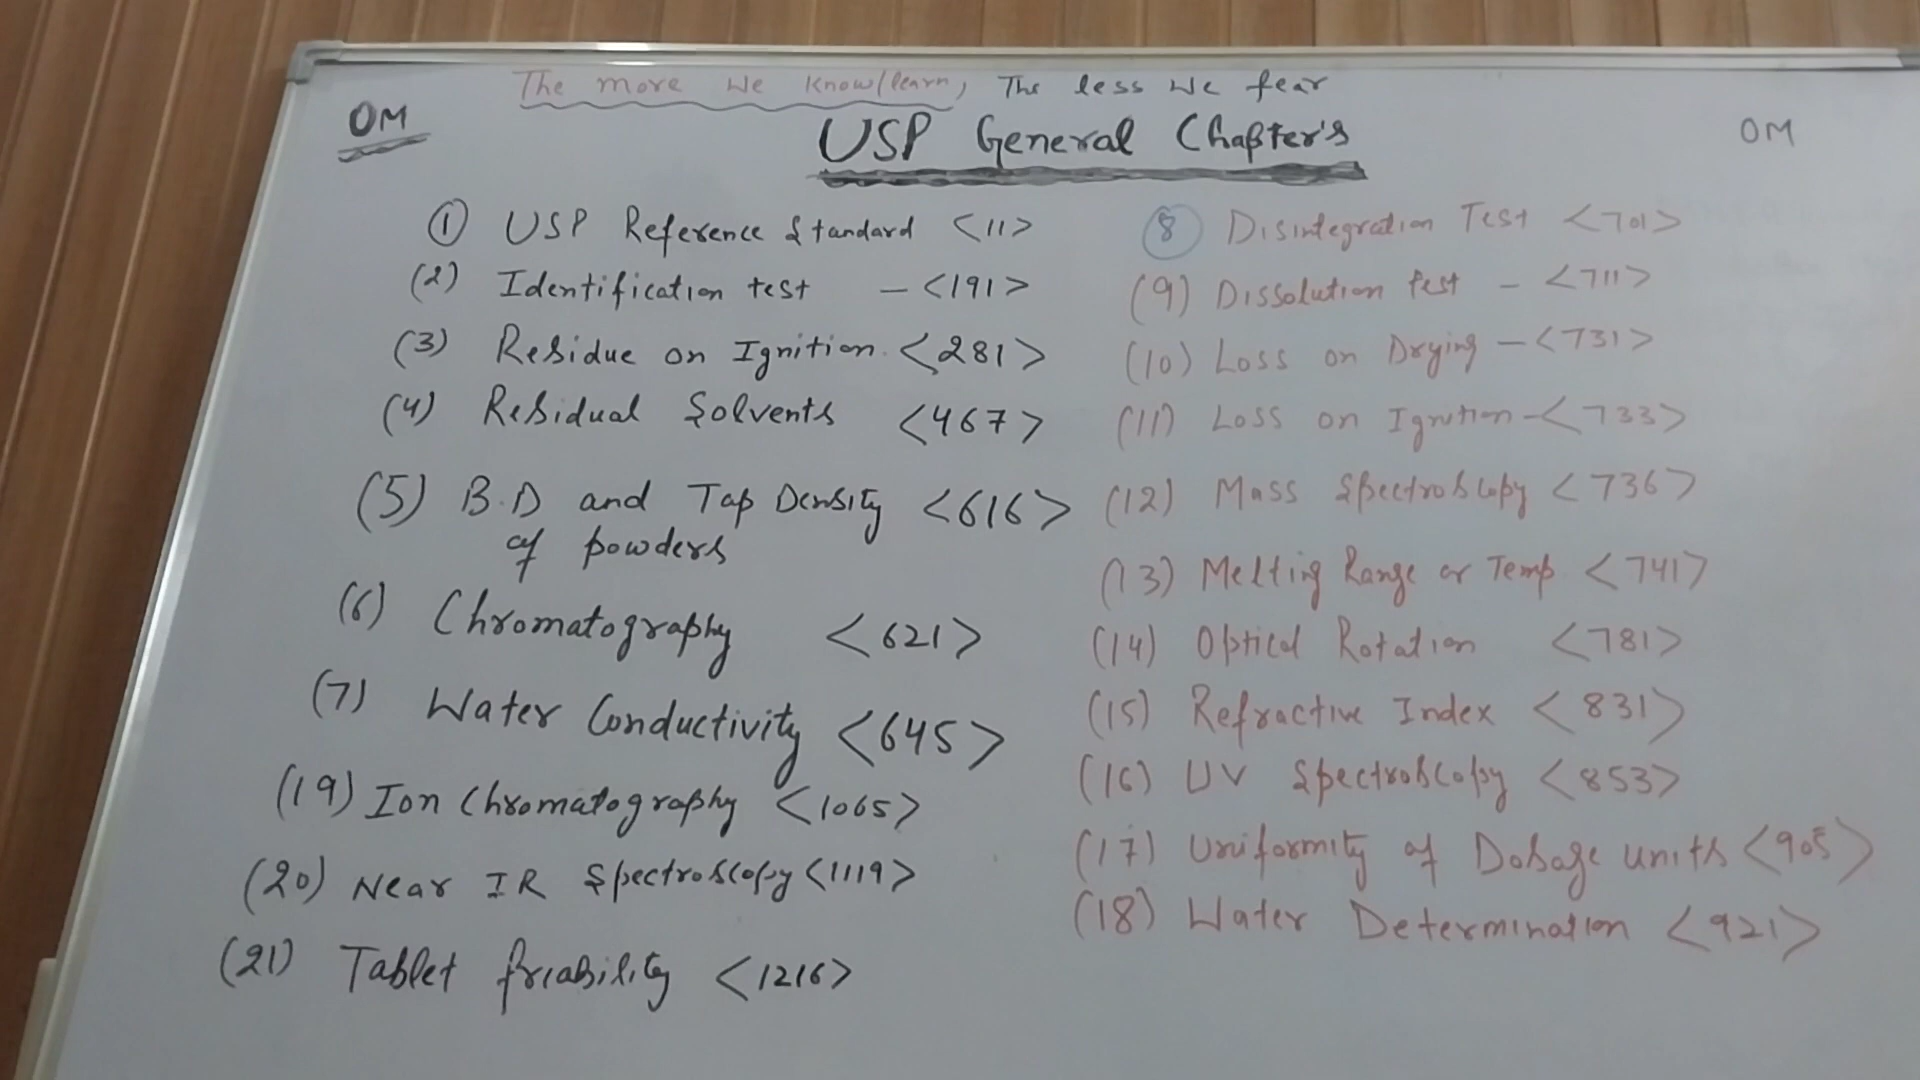 The more We Know/learn, The less We fear
OM
USP General Chapter's
OM
① USP Reference Standard <11>
(2) Identification test - <191>
(3) Residue on Ignition <281>
(4) Residual Solvents <467>
(5) B.D and Tap Density <616>
of powders
(6) Chromatography <621>
(7) Water Conductivity <645>
(19) Ion Chromatography <1065>
(20) Near IR Spectroscopy <1119>
(21) Tablet friability <1216>
⑧ Disintegration Test <701>
(9) Dissolution test - <711>
(10) Loss on Drying - <731>
(11) Loss on Ignition - <733>
(12) Mass Spectroscopy <736>
(13) Melting Range or Temp <741>
(14) Optical Rotation <781>
(15) Refractive Index <831>
(16) UV Spectroscopy <853>
(17) Uniformity of Dosage units <905>
(18) Water Determination <921>